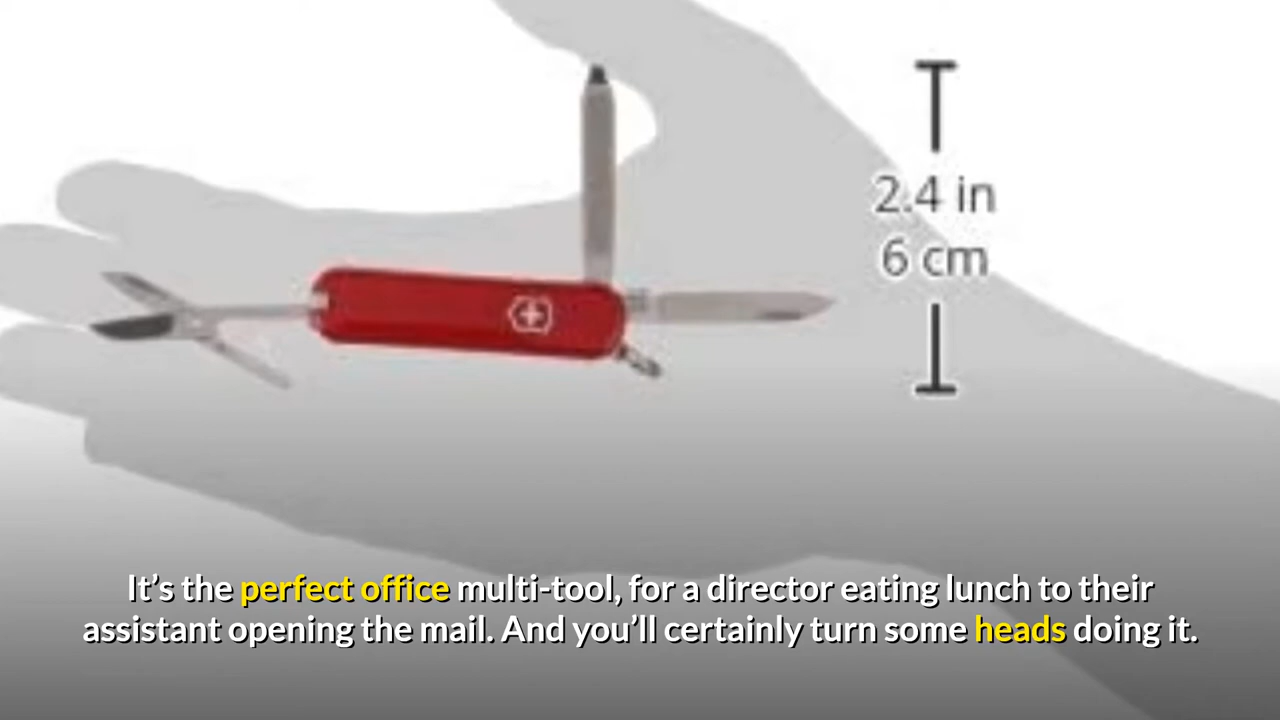 2.4 in
6 cm
It’s the perfect office multi-tool, for a director eating lunch to their
assistant opening the mail. And you’ll certainly turn some heads doing it.